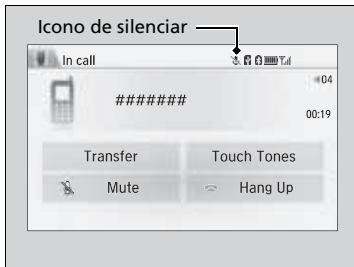 Icono de silenciar
In call
04
#######
00:19
Transfer
Touch Tones
Mute
Hang Up